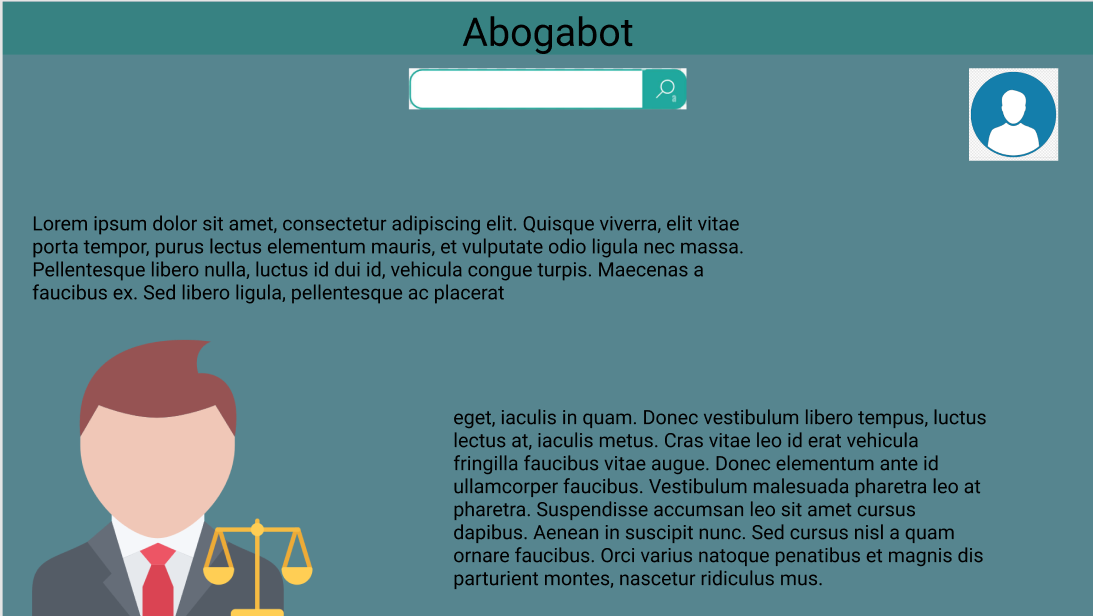 Abogabot
Lorem ipsum dolor sit amet, consectetur adipiscing elit. Quisque viverra, elit vitae
porta tempor, purus lectus elementum mauris, et vulputate odio ligula nec massa.
Pellentesque libero nulla, luctus id dui id, vehicula congue turpis. Maecenas a
faucibus ex. Sed libero ligula, pellentesque ac placerat
eget, iaculis in quam. Donec vestibulum libero tempus, luctus
lectus at, iaculis metus. Cras vitae leo id erat vehicula
fringilla faucibus vitae augue. Donec elementum ante id
ullamcorper faucibus. Vestibulum malesuada pharetra leo at
pharetra. Suspendisse accumsan leo sit amet cursus
dapibus. Aenean in suscipit nunc. Sed cursus nisl a quam
ornare faucibus. Orci varius natoque penatibus et magnis dis
parturient montes, nascetur ridiculus mus.